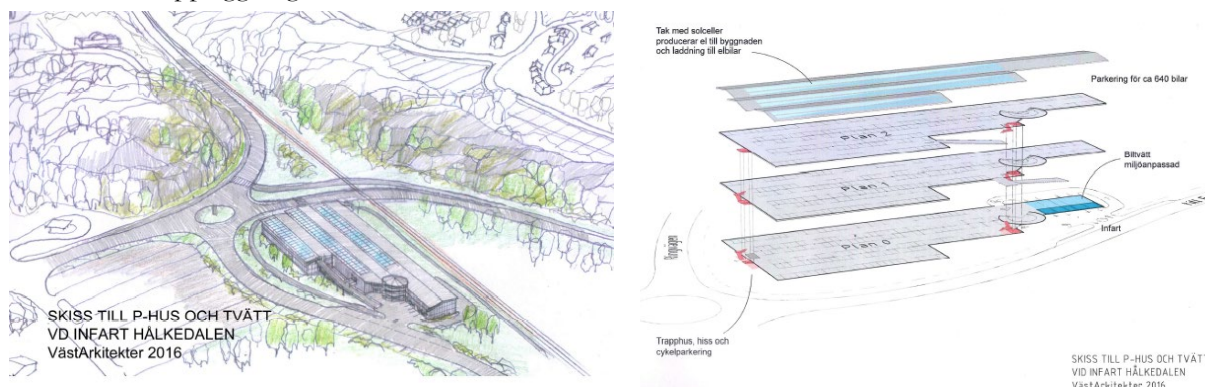 SKISS TILL P-HUS OCH TVÄTT
VD INFART HÅLKEDALEN
VästArkitekter 2016
Tak med solceller
producerar el till byggnaden
och laddning till elbilar
Parkering för ca 640 bilar
Plan 2
Plan 1
Plan 0
Biltvätt
miljöanpassad
Infart
Trapphus, hiss och
cykelparkering
SKISS TILL P-HUS OCH TVÄTT
VID INFART HÅLKEDALEN
VästArkitekter 2016